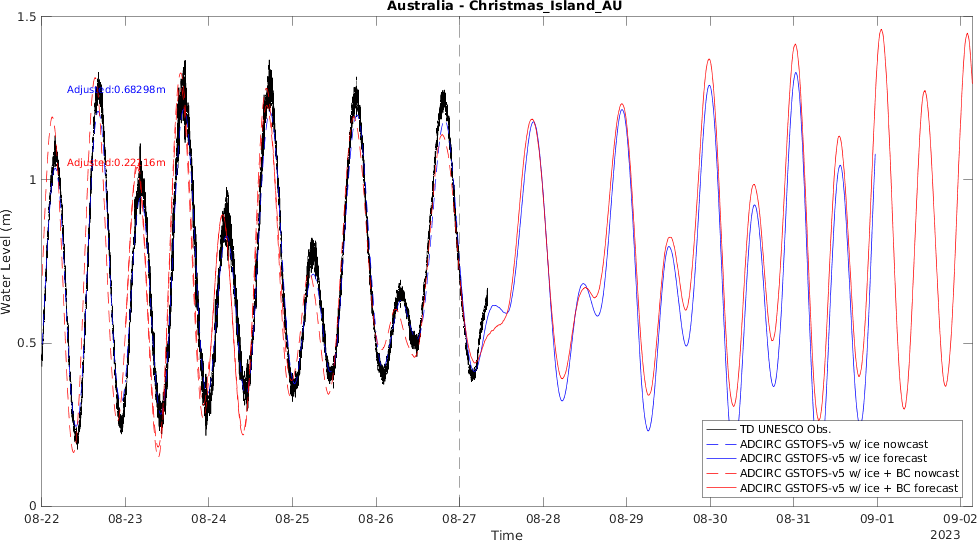 Australia - Christmas_Island_AU
1.5
Adjusted:0.68298m
Adjusted:0.22716m
1
Water Level (m)
0.5
TD UNESCO Obs.
ADCIRC GSTOFS-v5 w/ ice nowcast
ADCIRC GSTOFS-v5 w/ ice forecast
ADCIRC GSTOFS-v5 w/ ice + BC nowcast
ADCIRC GSTOFS-v5 w/ ice + BC forecast
0
08-22 08-23 08-24 08-25 08-26 08-27 08-28 08-29 08-30 08-31 09-01 09-02
Time
2023